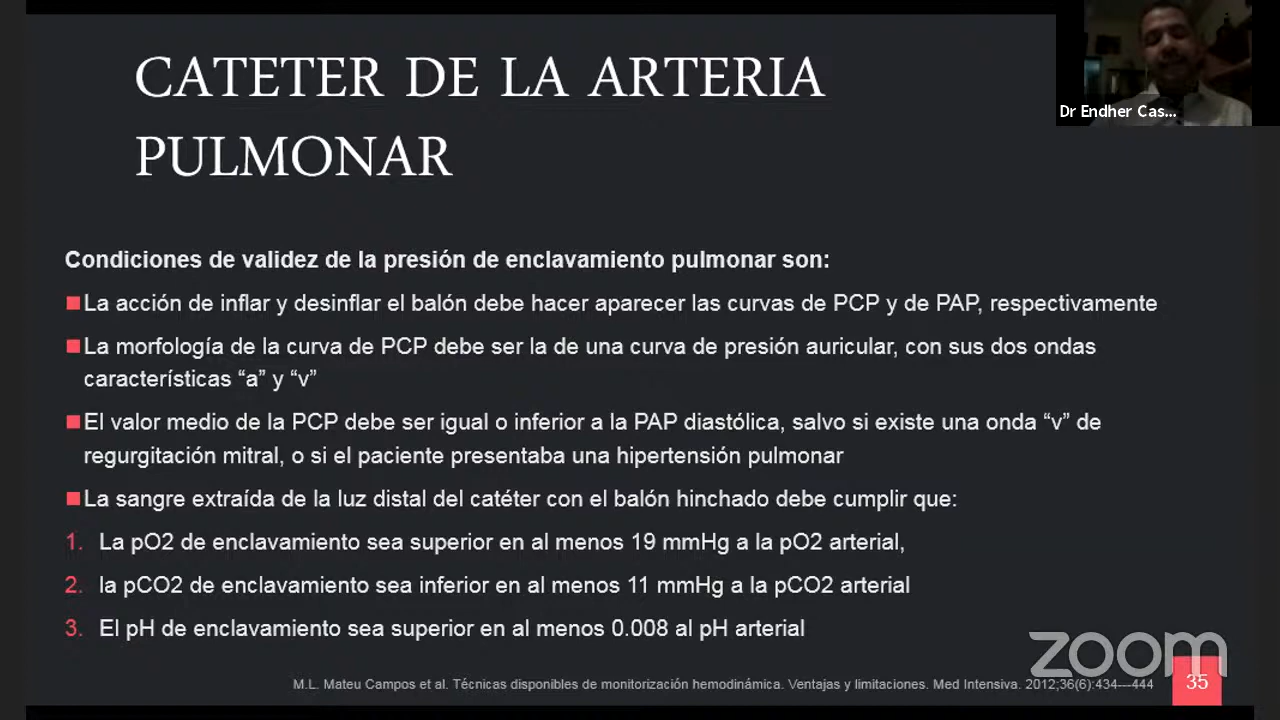 CATETER DE LA ARTERIA
PULMONAR
Dr Endher Cas...
Condiciones de validez de la presión de enclavamiento pulmonar son:
La acción de inflar y desinflar el balón debe hacer aparecer las curvas de PCP y de PAP, respectivamente
La morfología de la curva de PCP debe ser la de una curva de presión auricular, con sus dos ondas
características “a” y “v”
El valor medio de la PCP debe ser igual o inferior a la PAP diastólica, salvo si existe una onda “v” de
regurgitación mitral, o si el paciente presentaba una hipertensión pulmonar
La sangre extraída de la luz distal del catéter con el balón hinchado debe cumplir que:
1. La pO2 de enclavamiento sea superior en al menos 19 mmHg a la pO2 arterial,
2. la pCO2 de enclavamiento sea inferior en al menos 11 mmHg a la pCO2 arterial
3. El pH de enclavamiento sea superior en al menos 0.008 al pH arterial
zoom
M.L. Mateu Campos et al. Técnicas disponibles de monitorización hemodinámica. Ventajas y limitaciones. Med Intensiva. 2012;36(6):434---444
35